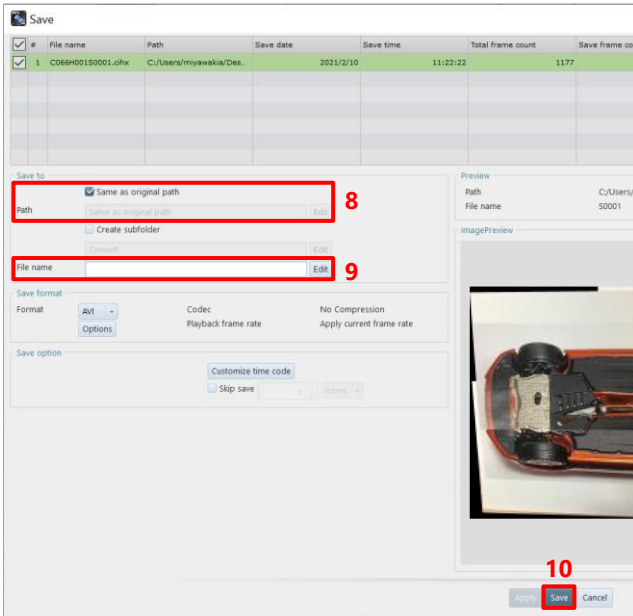 Save
# File name Path Save date Save time Total frame count Save frame co
1 C066H001S0001.cihx C:/Users/miyawakia/Des... 2021/2/10 11:22:22 1177
Save to
Same as original path
Path Same as original path Edit
8
Create subfolder
Convert Edit
File name Edit
9
Preview
Path C:/Users/
File name S0001
ImagePreview
Save format
Format AVI Codec No Compression
Options Playback frame rate Apply current frame rate
Save option
Customize time code
Skip save 1 frame
10
Apply Save Cancel